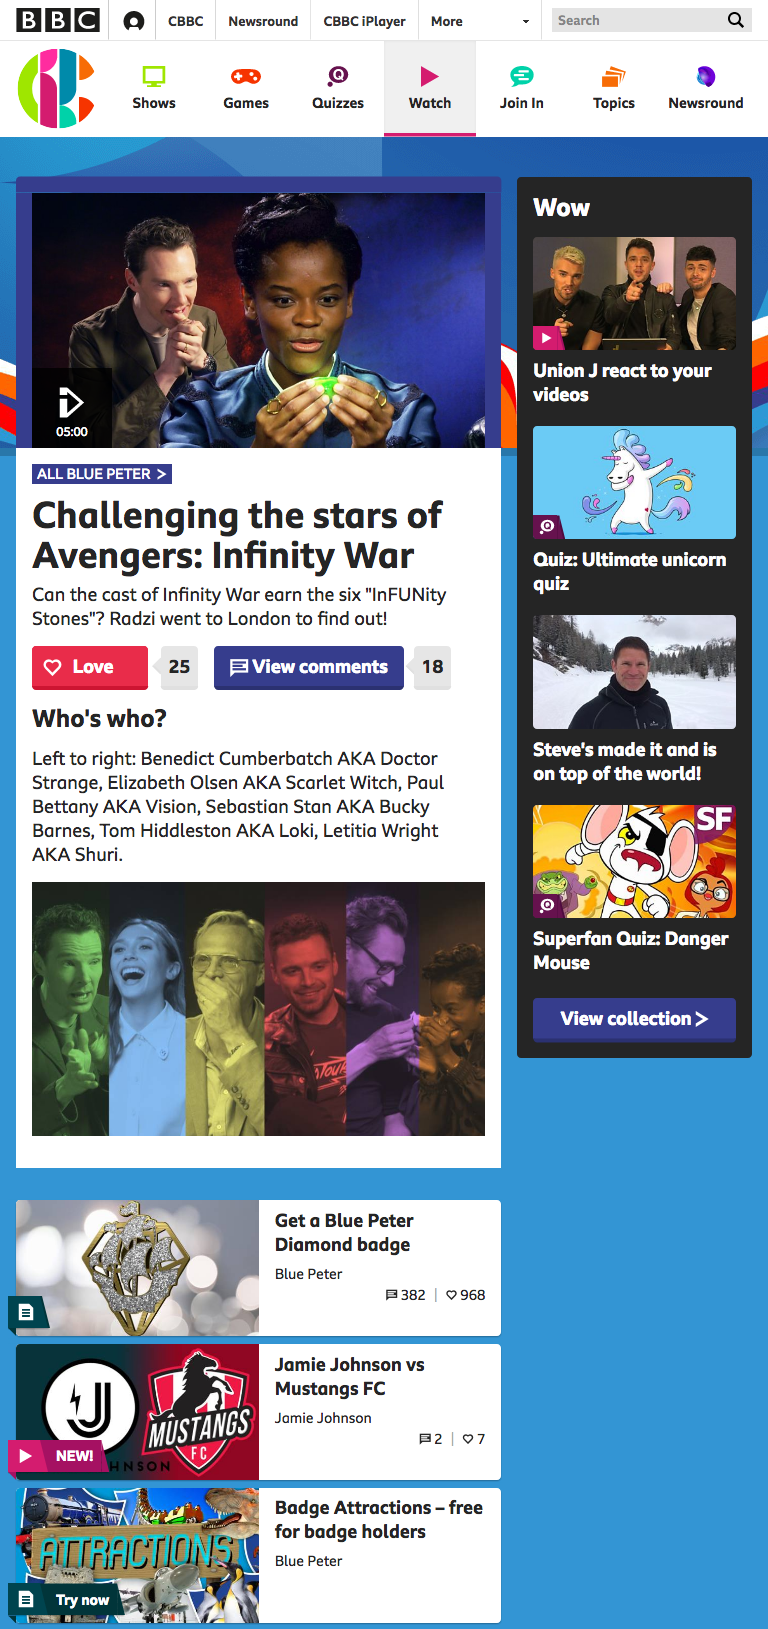 BBC
CBBC
Newsround
CBBC iPlayer
More
Search
Shows
Games
Quizzes
Watch
Join In
Topics
Newsround
05:00
ALL BLUE PETER >
Challenging the stars of
Avengers: Infinity War
Can the cast of Infinity War earn the six "InFUNity
Stones"? Radzi went to London to find out!
Love
25
View comments
18
Who's who?
Left to right: Benedict Cumberbatch AKA Doctor
Strange, Elizabeth Olsen AKA Scarlet Witch, Paul
Bettany AKA Vision, Sebastian Stan AKA Bucky
Barnes, Tom Hiddleston AKA Loki, Letitia Wright
AKA Shuri.
Wow
Union J react to your
videos
Quiz: Ultimate unicorn
quiz
Steve's made it and is
on top of the world!
SF
Superfan Quiz: Danger
Mouse
View collection >
Get a Blue Peter
Diamond badge
Blue Peter
382 | 968
JJ
MUSTANGS
FC
NEW!
HNSON
Jamie Johnson vs
Mustangs FC
Jamie Johnson
2 | 7
ATTRACTIONS
Try now
Badge Attractions – free
for badge holders
Blue Peter